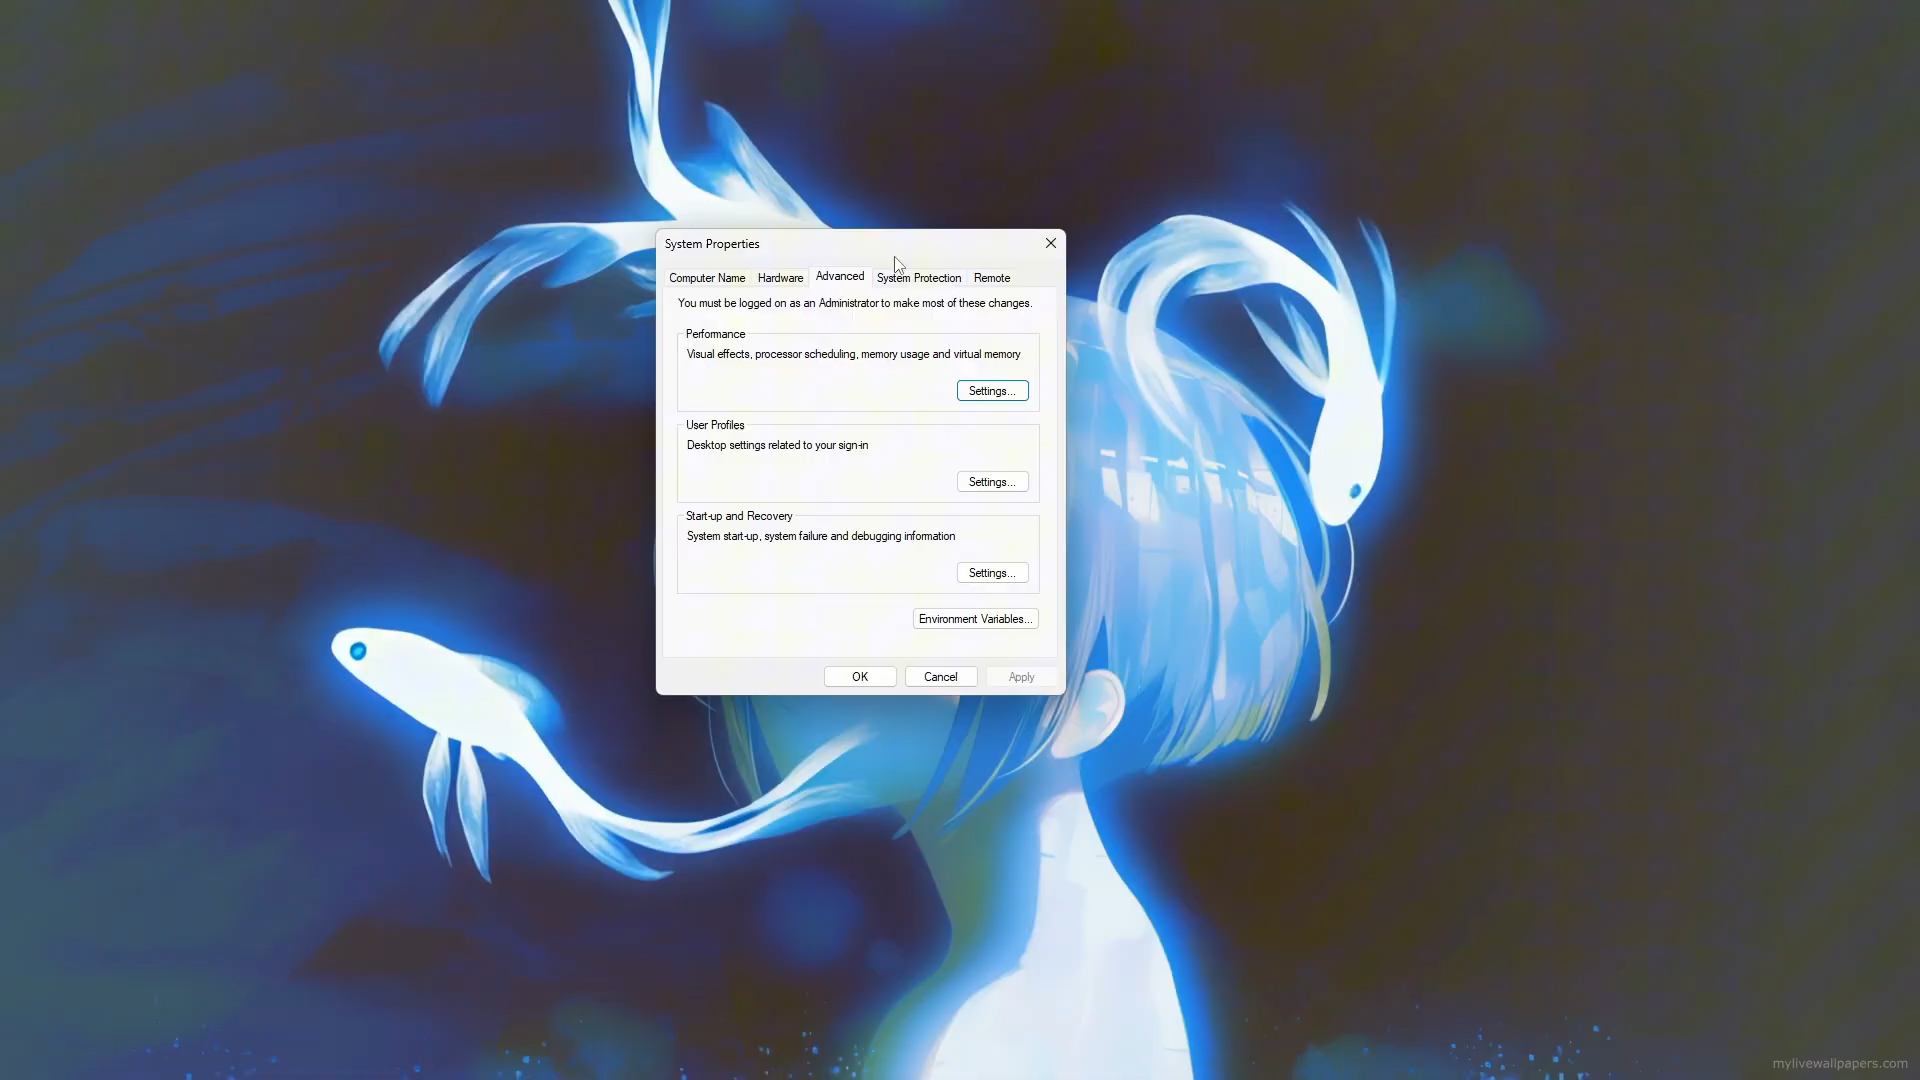 System Properties
Computer Name Hardware Advanced System Protection Remote
You must be logged on as an Administrator to make most of these changes.
Performance
Visual effects, processor scheduling, memory usage and virtual memory
Settings...
User Profiles
Desktop settings related to your sign-in
Settings...
Start-up and Recovery
System start-up, system failure and debugging information
Settings...
Environment Variables...
OK Cancel Apply
mylivewallpapers.com